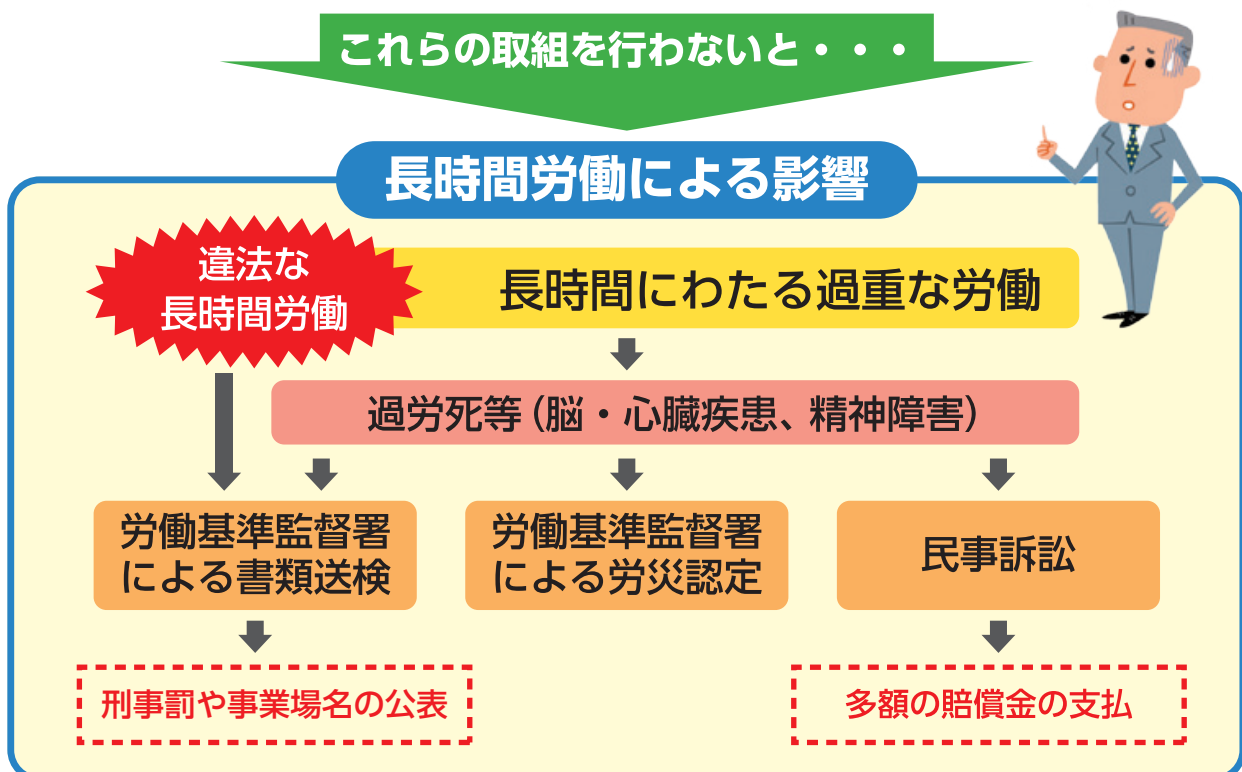 これらの取組を行わないと・・・
長時間労働による影響
違法な
長時間労働
長時間にわたる過重な労働
過労死等（脳・心臓疾患、精神障害）
労働基準監督署
による書類送検
労働基準監督署
による労災認定
民事訴訟
刑事罰や事業場名の公表
多額の賠償金の支払